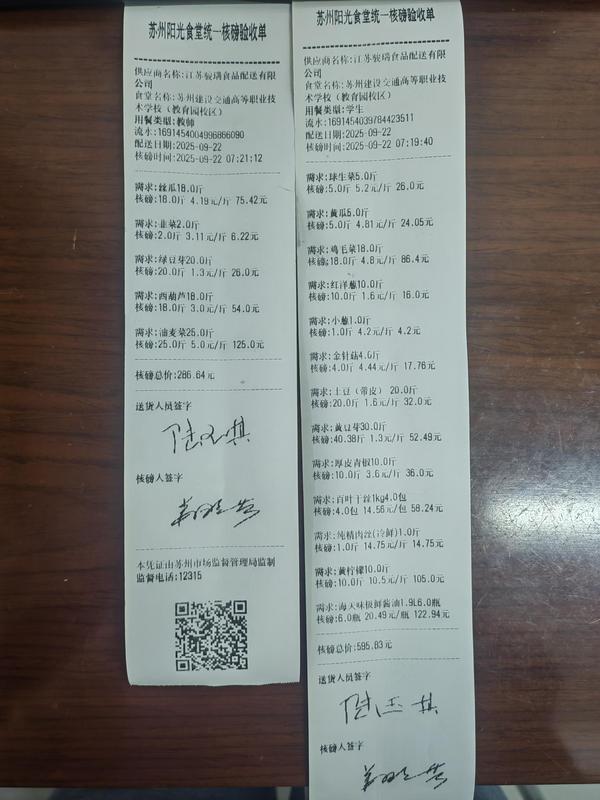 苏州阳光食堂统一核磅验收单
供应商名称:江苏骏瑞食品配送有限
公司
食堂名称:苏州建设交通高等职业技
术学校（教育园校区）
用餐类型:教师
流水:1691454004996866090
配送日期:2025-09-22
核磅时间:2025-09-22 07:21:12
需求:丝瓜18.0斤
核磅:18.0斤 4.19元/斤 75.42元
需求:韭菜2.0斤
核磅:2.0斤 3.11元/斤 6.22元
需求:绿豆芽20.0斤
核磅:20.0斤 1.3元/斤 26.0元
需求:西葫芦18.0斤
核磅:18.0斤 3.0元/斤 54.0元
需求:油麦菜25.0斤
核磅:25.0斤 5.0元/斤 125.0元
核磅总价:286.64元
送货人员签字
核磅人签字
本凭证由苏州市场监督管理局监制
监督电话:12315
苏州阳光食堂统一核磅验收单
供应商名称:江苏骏瑞食品配送有限
公司
食堂名称:苏州建设交通高等职业技
术学校（教育园校区）
用餐类型:学生
流水:1691454039784423511
配送日期:2025-09-22
核磅时间:2025-09-22 07:19:40
需求:球生菜5.0斤
核磅:5.0斤 5.2元/斤 26.0元
需求:黄瓜5.0斤
核磅:5.0斤 4.81元/斤 24.05元
需求:鸡毛菜18.0斤
核磅:18.0斤 4.8元/斤 86.4元
需求:红洋葱10.0斤
核磅:10.0斤 1.6元/斤 16.0元
需求:小葱1.0斤
核磅:1.0斤 4.2元/斤 4.2元
需求:金针菇4.0斤
核磅:4.0斤 4.44元/斤 17.76元
需求:土豆（带皮） 20.0斤
核磅:20.0斤 1.6元/斤 32.0元
需求:黄豆芽30.0斤
核磅:40.38斤 1.3元/斤 52.49元
需求:厚皮青椒10.0斤
核磅:10.0斤 3.6元/斤 36.0元
需求:百叶干丝1kg4.0包
核磅:4.0包 14.56元/包 58.24元
需求:纯精肉丝(冷鲜)1.0斤
核磅:1.0斤 14.75元/斤 14.75元
需求:黄柠檬10.0斤
核磅:10.0斤 10.5元/斤 105.0元
需求:海天味极鲜酱油1.9L6.0瓶
核磅:6.0瓶 20.49元/瓶 122.94元
核磅总价:595.83元
送货人员签字
核磅人签字